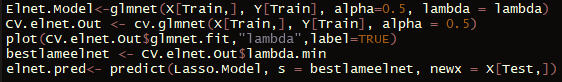 Elnet.Model<-glmnet(X[Train,], Y[Train], alpha=0.5, lambda = lambda)
CV.elnet.Out <- cv.glmnet(X[Train,], Y[Train], alpha = 0.5)
plot(CV.elnet.Out$glmnet.fit,"lambda",label=TRUE)
bestlameelnet <- CV.elnet.Out$lambda.min
elnet.pred<- predict(Lasso.Model, s = bestlameelnet, newx = X[Test,])